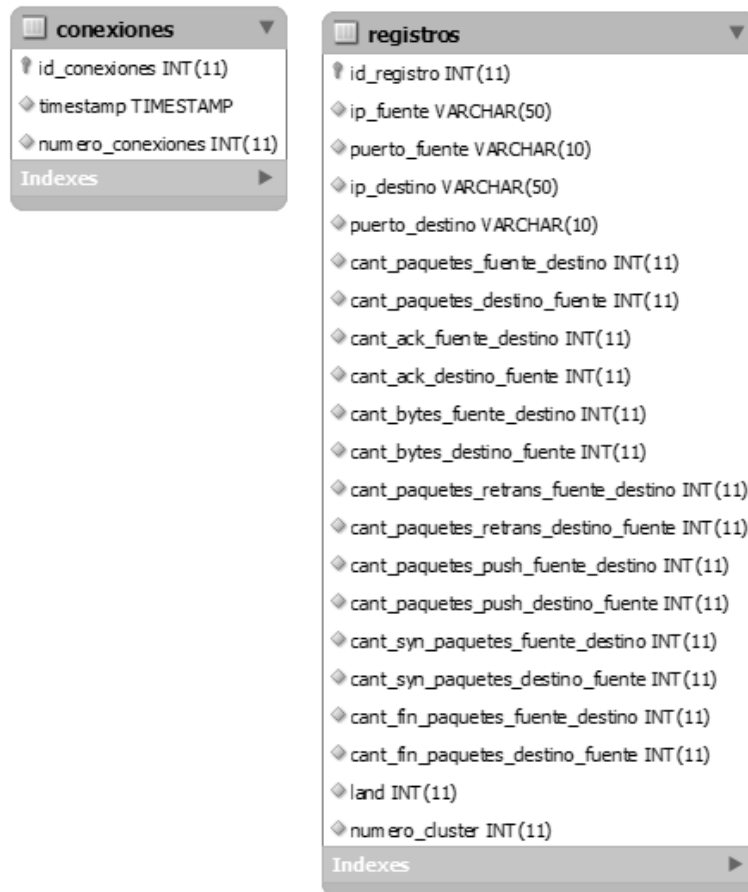 conexiones
id_conexiones INT(11)
timestamp TIMESTAMP
numero_conexiones INT(11)
Indexes
registros
id_registro INT(11)
ip_fuente VARCHAR(50)
puerto_fuente VARCHAR(10)
ip_destino VARCHAR(50)
puerto_destino VARCHAR(10)
cant_paquetes_fuente_destino INT(11)
cant_paquetes_destino_fuente INT(11)
cant_ack_fuente_destino INT(11)
cant_ack_destino_fuente INT(11)
cant_bytes_fuente_destino INT(11)
cant_bytes_destino_fuente INT(11)
cant_paquetes_retrans_fuente_destino INT(11)
cant_paquetes_retrans_destino_fuente INT(11)
cant_paquetes_push_fuente_destino INT(11)
cant_paquetes_push_destino_fuente INT(11)
cant_syn_paquetes_fuente_destino INT(11)
cant_syn_paquetes_destino_fuente INT(11)
cant_fin_paquetes_fuente_destino INT(11)
cant_fin_paquetes_destino_fuente INT(11)
land INT(11)
numero_cluster INT(11)
Indexes